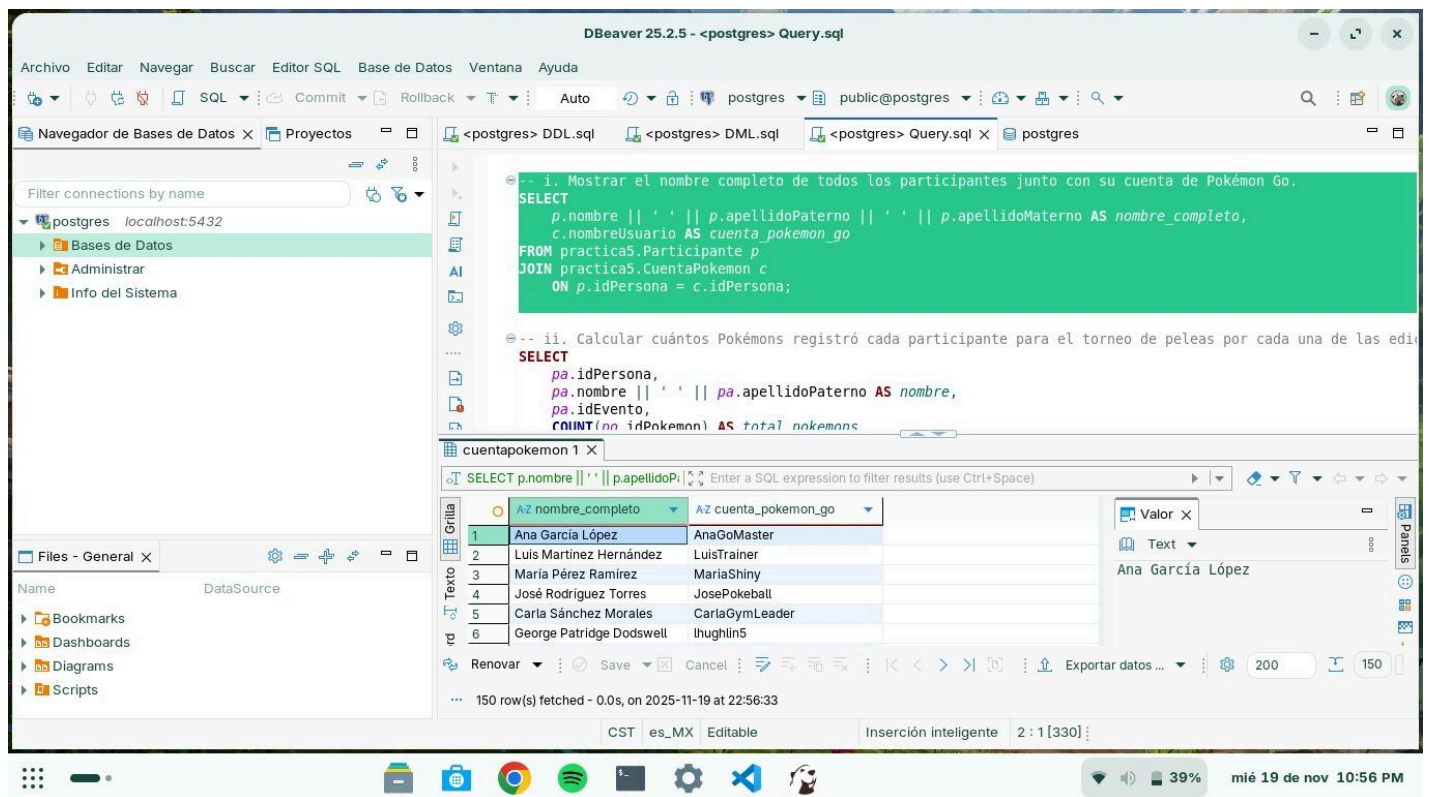 DBeaver 25.2.5 - <postgres> Query.sql
Archivo Editar Navegar Buscar Editor SQL Base de Datos Ventana Ayuda
SQL Commit Rollback Auto postgres public@postgres
Navegador de Bases de Datos Proyectos
Filter connections by name
postgres localhost:5432
Bases de Datos
Administrar
Info del Sistema
Files - General
Name DataSource
Bookmarks
Dashboards
Diagrams
Scripts
<postgres> DDL.sql <postgres> DML.sql <postgres> Query.sql postgres
-- i. Mostrar el nombre completo de todos los participantes junto con su cuenta de Pokémon Go.
SELECT
p.nombre || ' ' || p.apellidoPaterno || ' ' || p.apellidoMaterno AS nombre_completo,
c.nombreUsuario AS cuenta_pokemon_go
FROM practica5.Participante p
JOIN practica5.CuentaPokemon c
ON p.idPersona = c.idPersona;
-- ii. Calcular cuántos Pokémons registró cada participante para el torneo de peleas por cada una de las edi
SELECT
pa.idPersona,
pa.nombre || ' ' || pa.apellidoPaterno AS nombre,
pa.idEvento,
COUNT(po.idPokemon) AS total_pokemons
AI
cuentapokemon 1
SELECT p.nombre || ' ' || p.apellidoPa Enter a SQL expression to filter results (use Ctrl+Space)
Grilla
Texto
rd
A-Z nombre_completo A-Z cuenta_pokemon_go
1 Ana García López AnaGoMaster
2 Luis Martínez Hernández LuisTrainer
3 María Pérez Ramírez MariaShiny
4 José Rodríguez Torres JosePokeball
5 Carla Sánchez Morales CarlaGymLeader
6 George Patridge Dodswell lhughlin5
Valor
Text
Ana García López
Panels
Renovar Save Cancel Exportar datos ... 200 150
150 row(s) fetched - 0.0s, on 2025-11-19 at 22:56:33
CST es_MX Editable Inserción inteligente 2 : 1 [330]
39% mié 19 de nov 10:56 PM